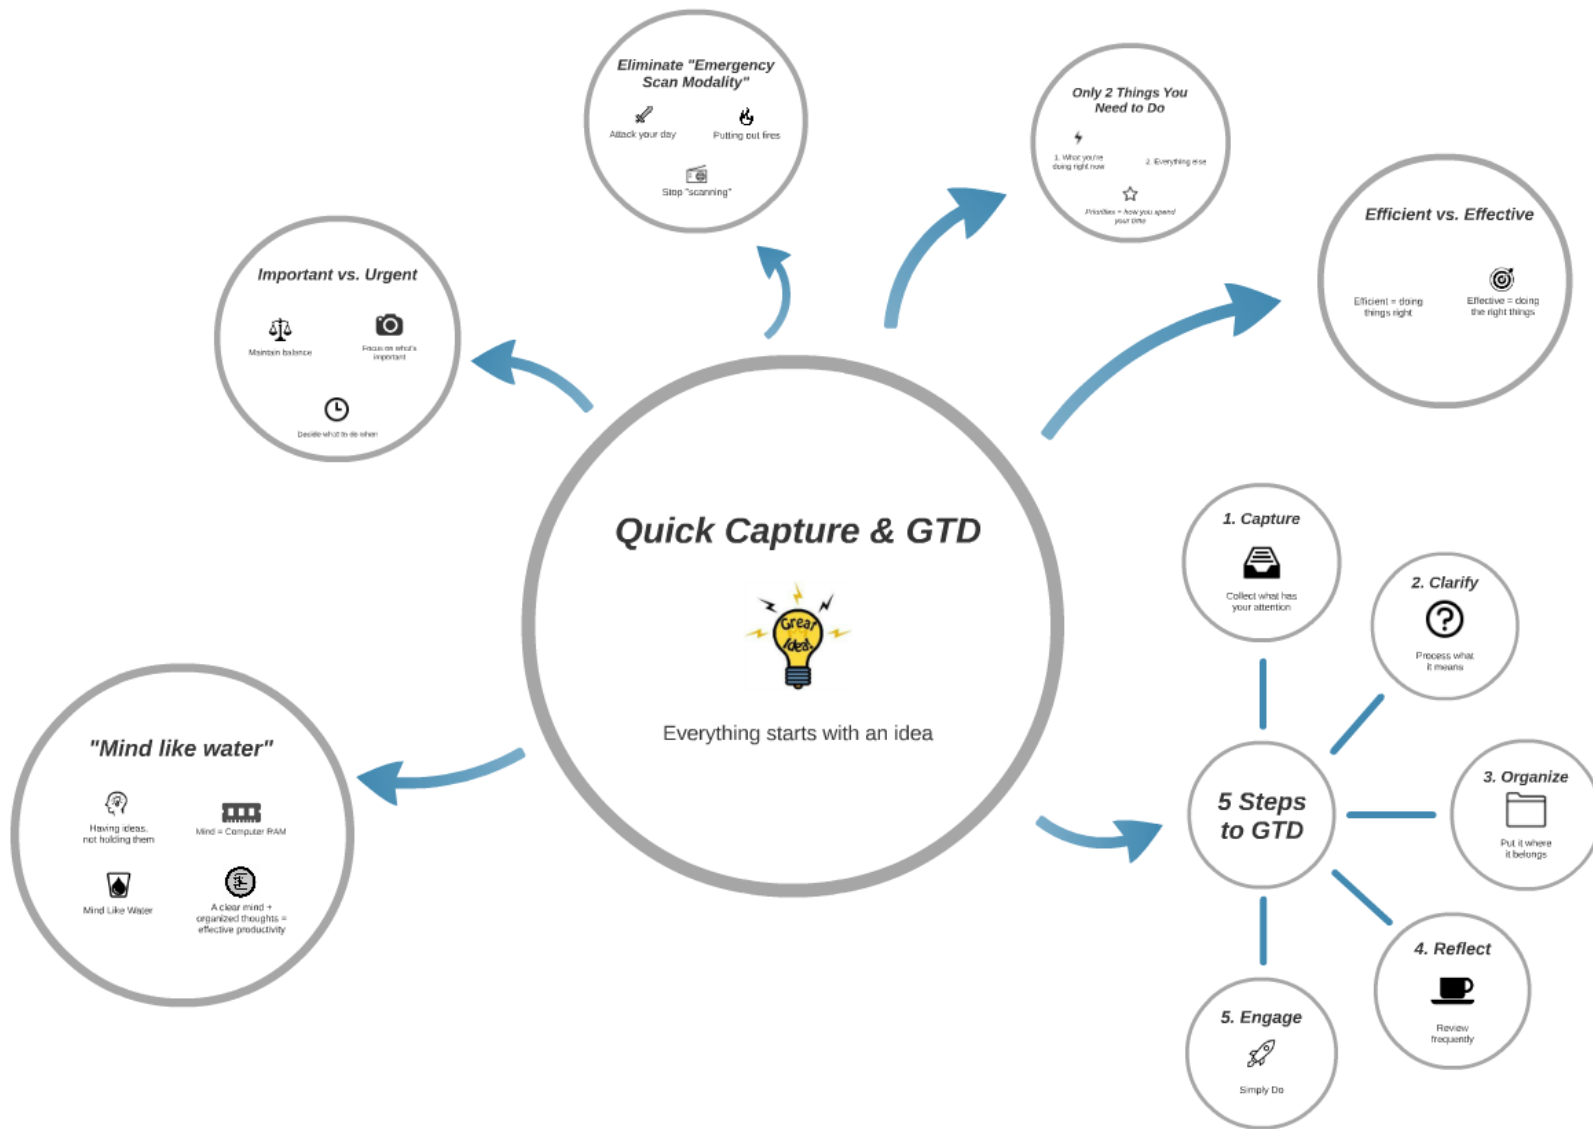 Eliminate "Emergency
Scan Modality"
Attack your day
Putting out fires
Stop "scanning"
Only 2 Things You
Need to Do
1. What you're
doing right now
2. Everything else
Priorities = how you spend
your time
Efficient vs. Effective
Efficient = doing
things right
Effective = doing
the right things
Important vs. Urgent
Maintain balance
Focus on what's
important
Decide what to do when
Quick Capture & GTD
Great
Idea!
Everything starts with an idea
"Mind like water"
Having ideas,
not holding them
Mind = Computer RAM
Mind Like Water
A clear mind +
organized thoughts =
effective productivity
5 Steps
to GTD
1. Capture
Collect what has
your attention
2. Clarify
?
Process what
it means
3. Organize
Put it where
it belongs
4. Reflect
Review
frequently
5. Engage
Simply Do